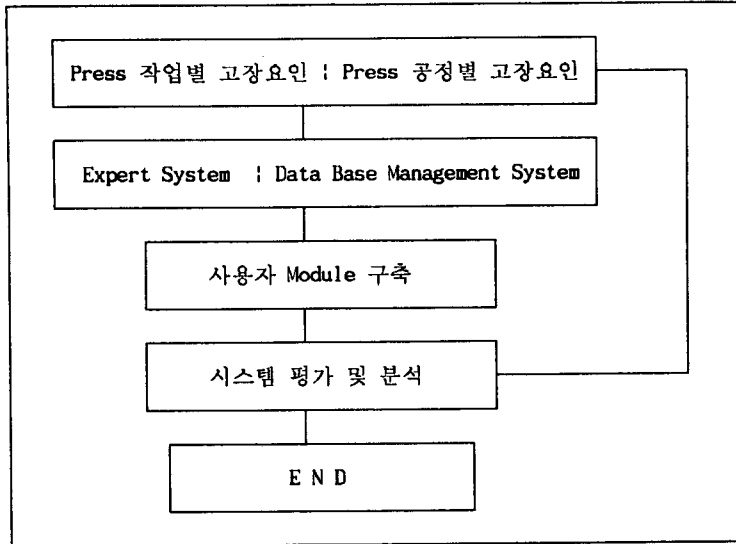 Press 작업별 고장요인 ¦ Press 공정별 고장요인
Expert System ¦ Data Base Management System
사용자 Module 구축
시스템 평가 및 분석
E N D